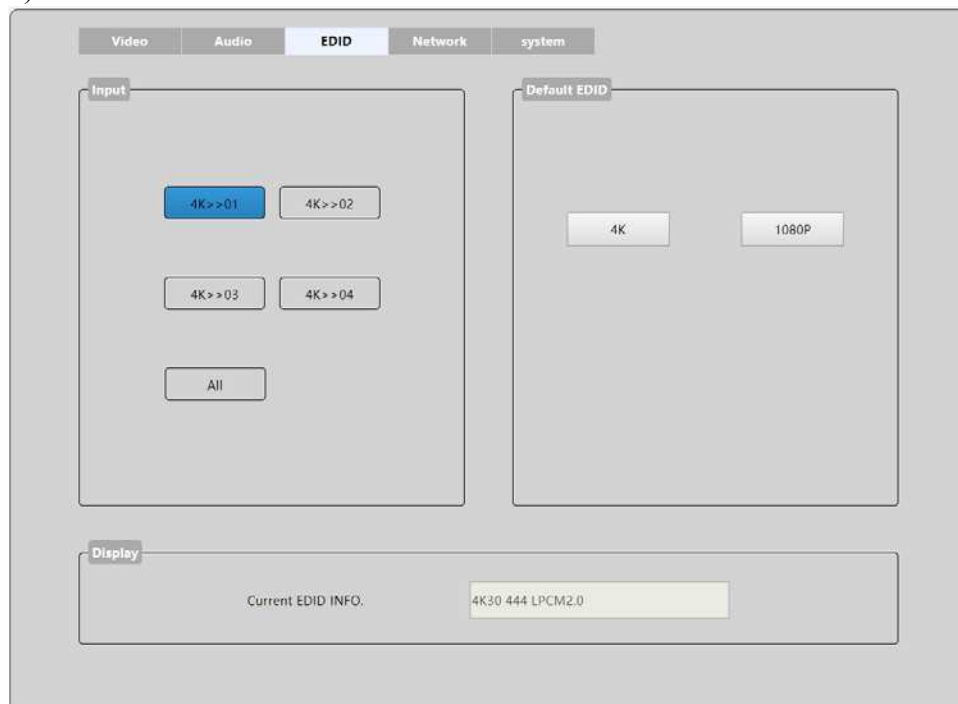 Video Audio EDID Network system
Input
Default EDID
4K>>01 4K>>02
4K 1080P
4K>>03 4K>>04
All
Display
Current EDID INFO. 4K30 444 LPCM2.0